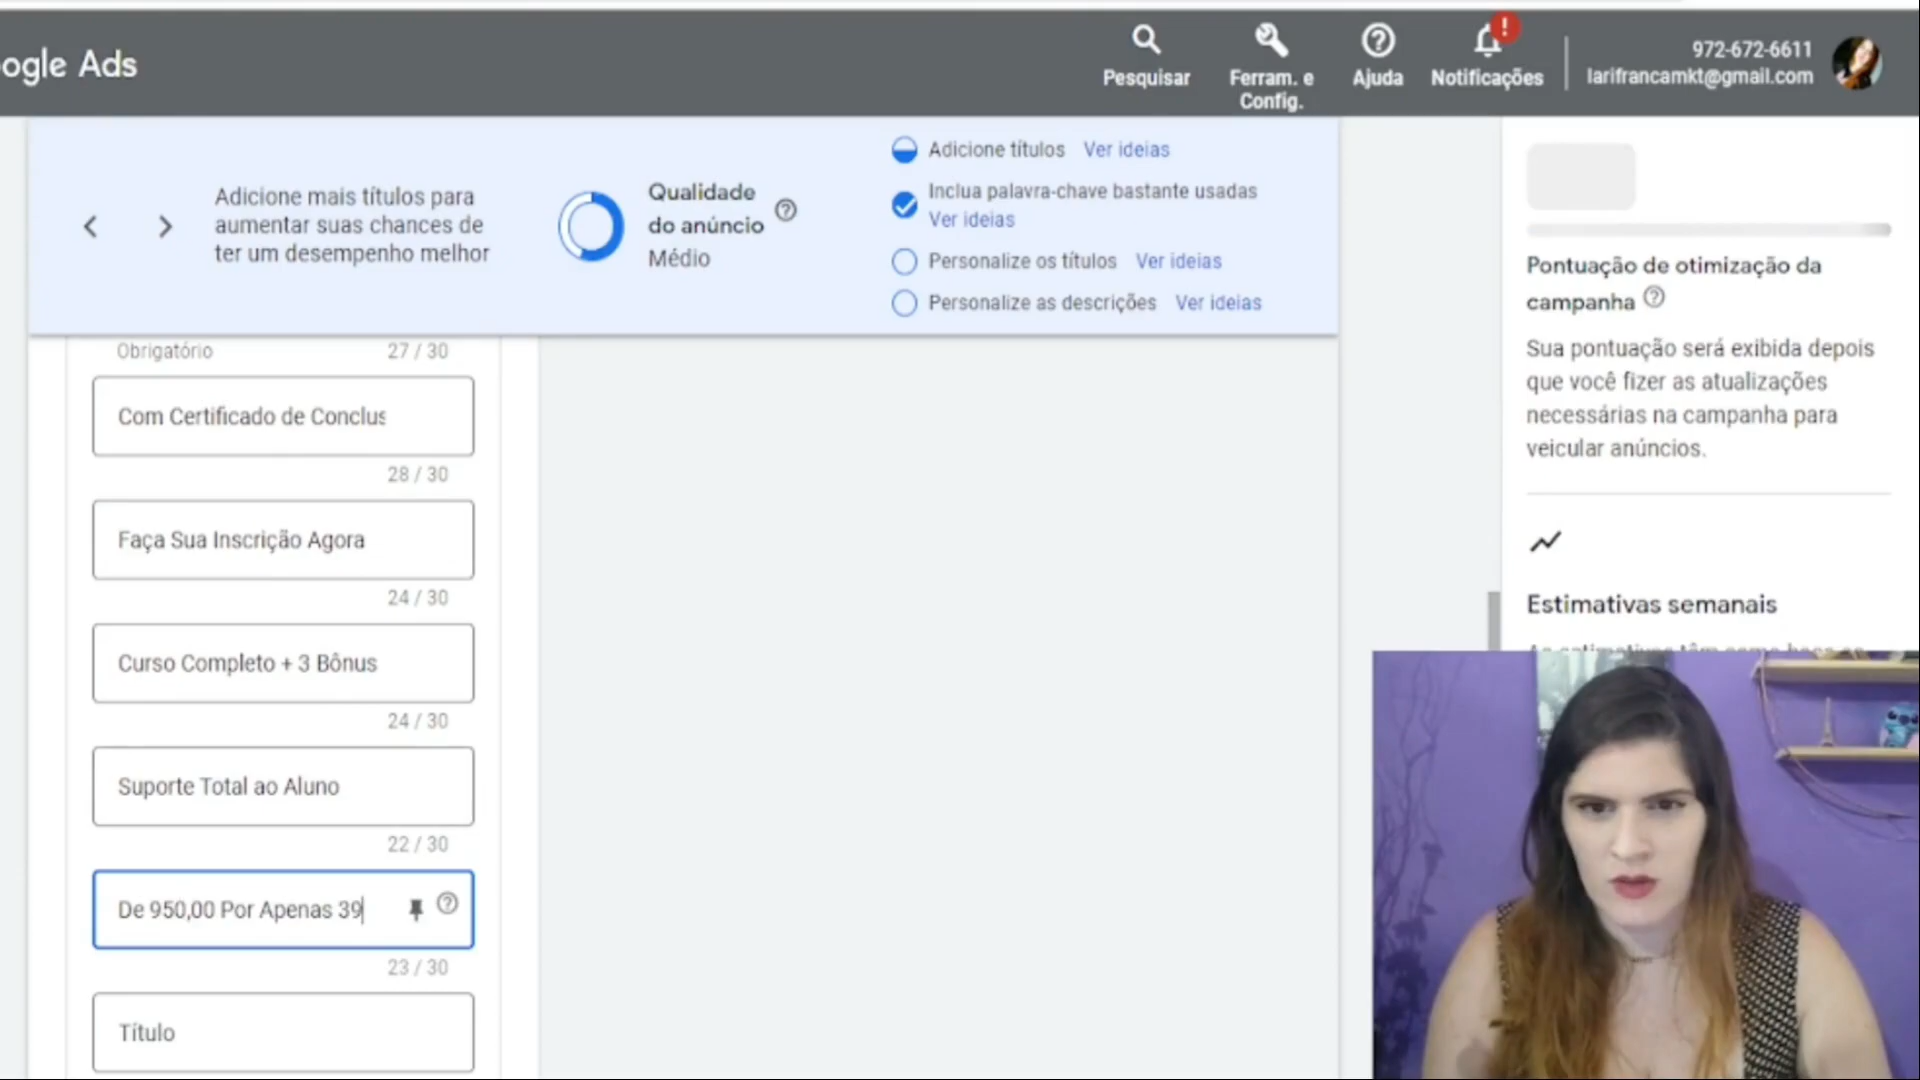 ogle Ads
Pesquisar
Ferram. e
Config.
Ajuda
!
Notificações
972-672-6611
larifrancamkt@gmail.com
Adicione mais títulos para
aumentar suas chances de
ter um desempenho melhor
Qualidade
do anúncio
Médio
Adicione títulos Ver ideias
Inclua palavra-chave bastante usadas
Ver ideias
Personalize os títulos Ver ideias
Personalize as descrições Ver ideias
Obrigatório 27 / 30
Com Certificado de Conclus
28 / 30
Faça Sua Inscrição Agora
24 / 30
Curso Completo + 3 Bônus
24 / 30
Suporte Total ao Aluno
22 / 30
De 950,00 Por Apenas 39
23 / 30
Título
Pontuação de otimização da
campanha
Sua pontuação será exibida depois
que você fizer as atualizações
necessárias na campanha para
veicular anúncios.
Estimativas semanais